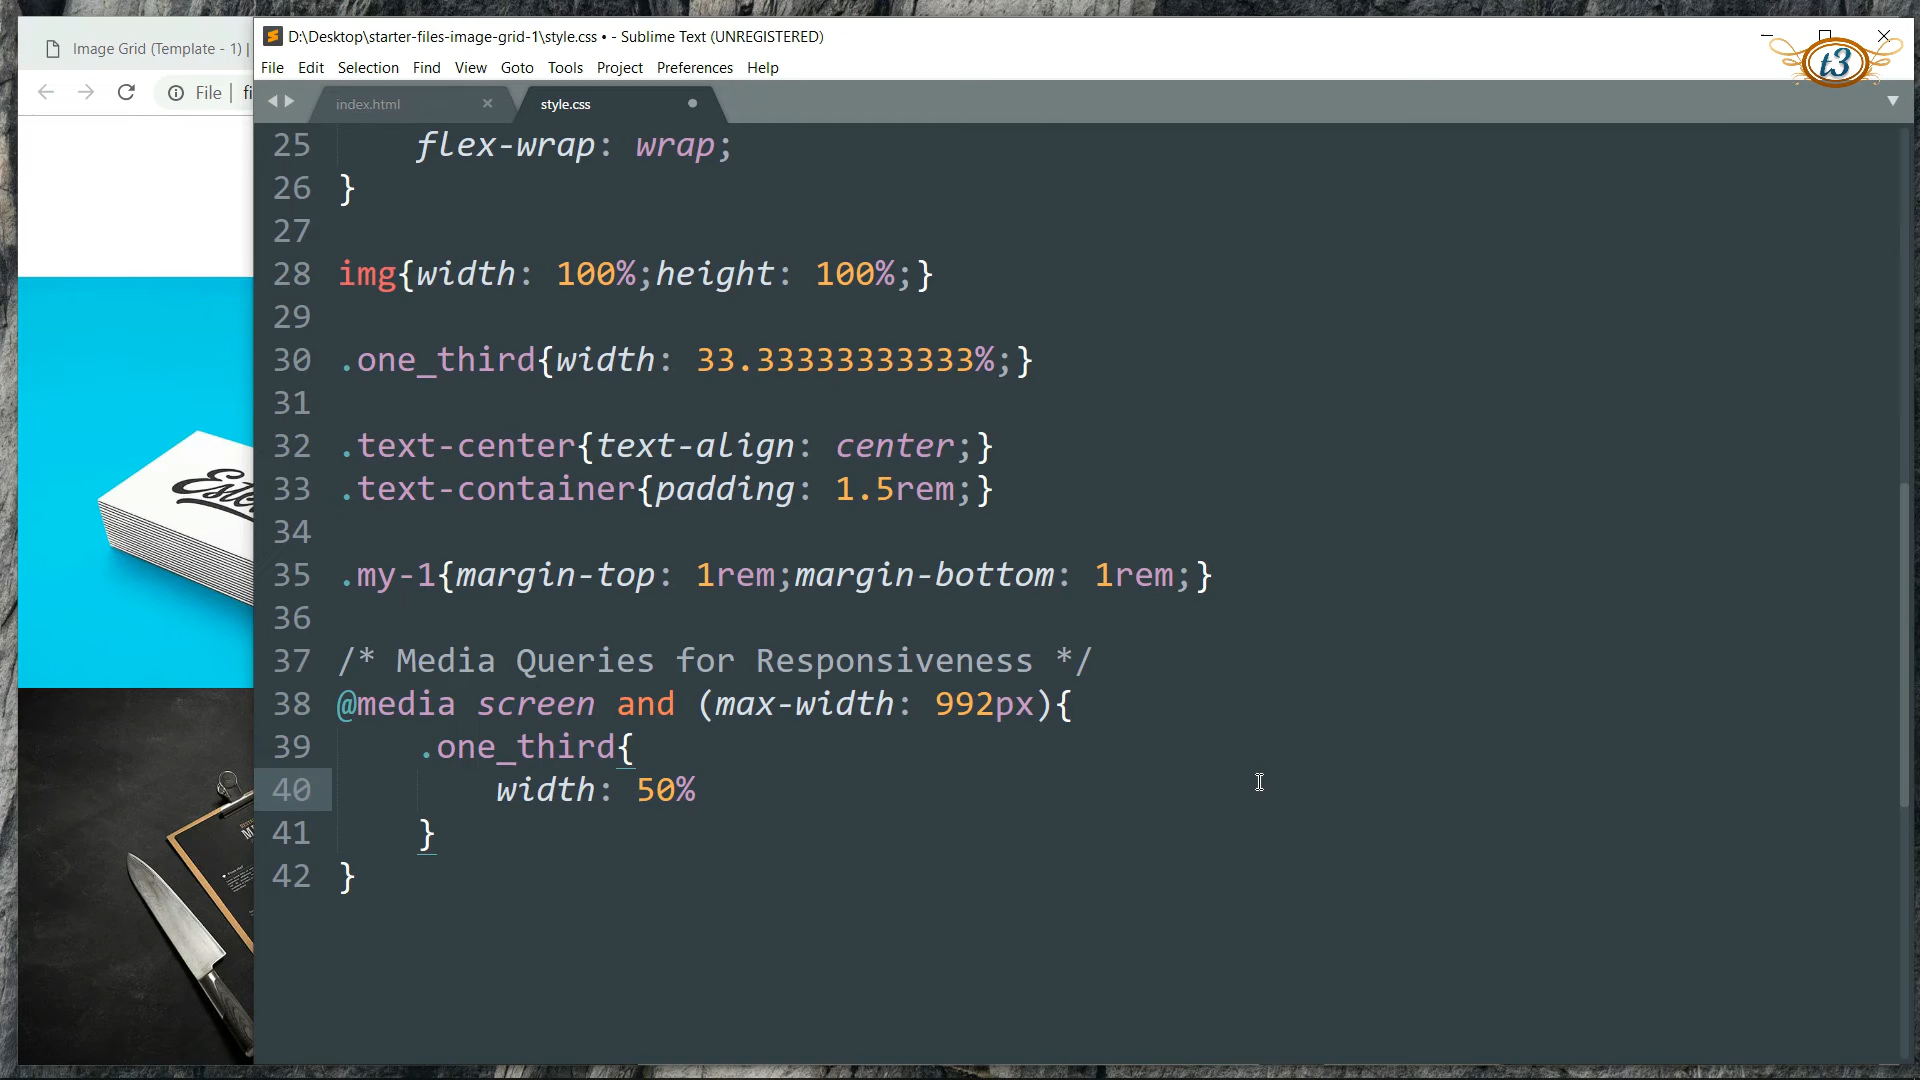 Image Grid (Template - 1) |
File
D:\Desktop\starter-files-image-grid-1\style.css • - Sublime Text (UNREGISTERED)
t3
File Edit Selection Find View Goto Tools Project Preferences Help
index.html
style.css
25 flex-wrap: wrap;
26 }
27
28 img{width: 100%;height: 100%;}
29
30 .one_third{width: 33.33333333333%;}
31
32 .text-center{text-align: center;}
33 .text-container{padding: 1.5rem;}
34
35 .my-1{margin-top: 1rem;margin-bottom: 1rem;}
36
37 /* Media Queries for Responsiveness */
38 @media screen and (max-width: 992px){
39 .one_third{
40 width: 50%
41 }
42 }